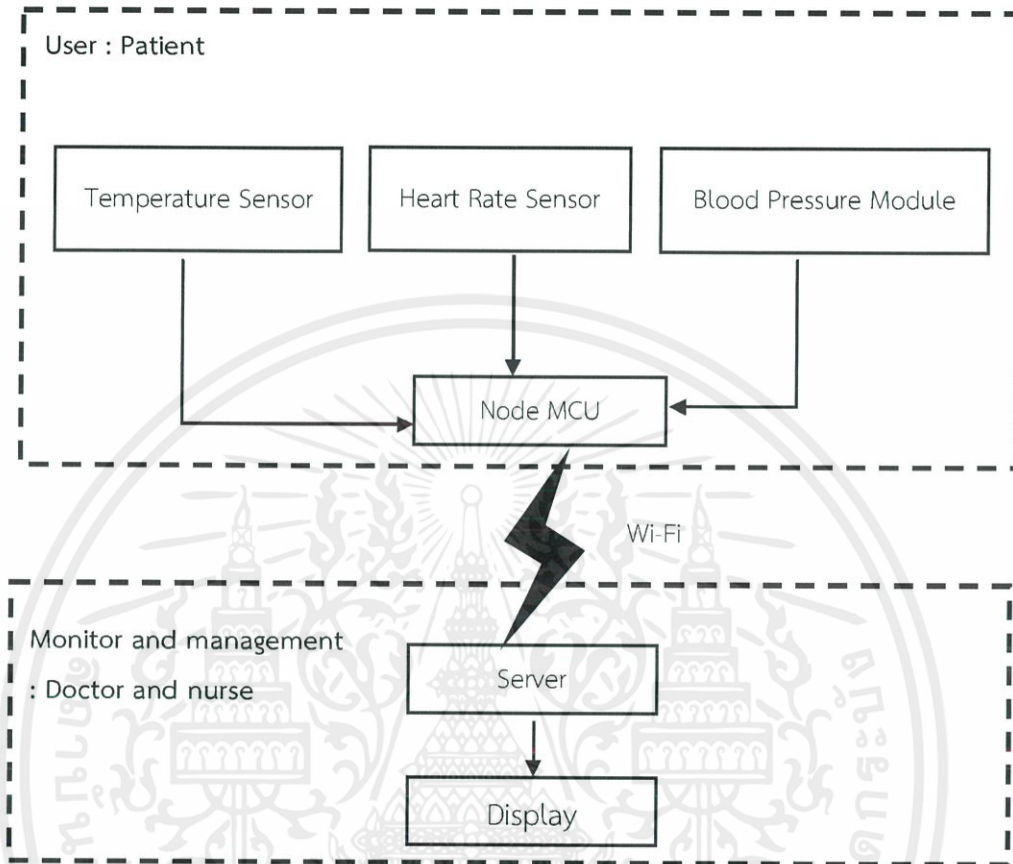 User : Patient
Temperature Sensor
Heart Rate Sensor
Blood Pressure Module
Node MCU
Wi-Fi
Monitor and management
: Doctor and nurse
Server
Display